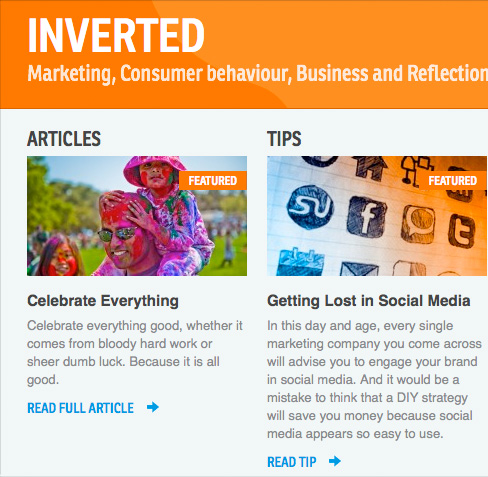 INVERTED
Marketing, Consumer behaviour, Business and Reflection
ARTICLES
FEATURED
Celebrate Everything
Celebrate everything good, whether it
comes from bloody hard work or
sheer dumb luck. Because it is all
good.
READ FULL ARTICLE
TIPS
FEATURED
Getting Lost in Social Media
In this day and age, every single
marketing company you come across
will advise you to engage your brand
in social media. And it would be a
mistake to think that a DIY strategy
will save you money because social
media appears so easy to use.
READ TIP